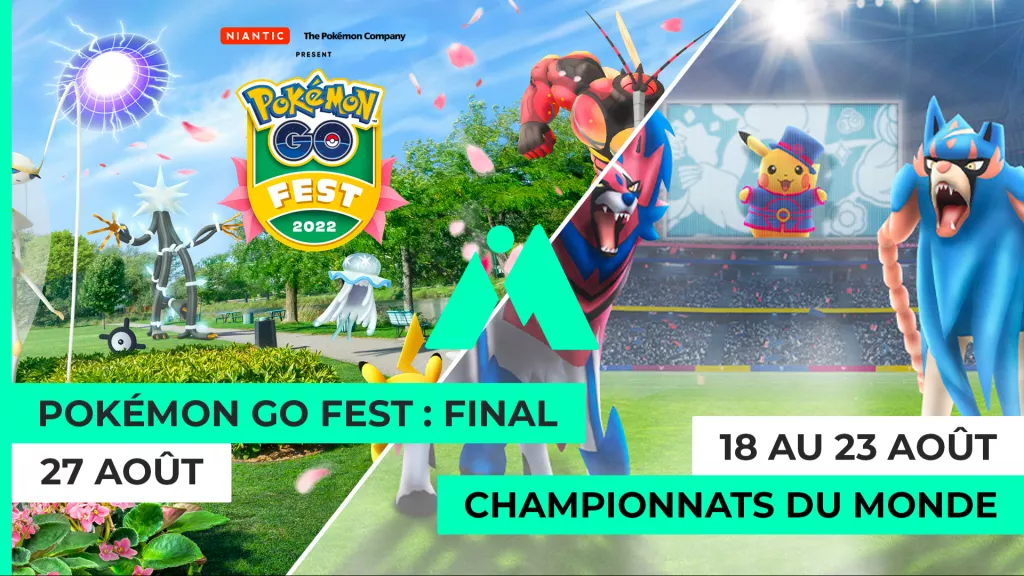 NIANTIC
The Pokémon Company
PRESENT
POKÉMON
GO
FEST
2022
POKÉMON GO FEST : FINAL
27 AOÛT
18 AU 23 AOÛT
CHAMPIONNATS DU MONDE